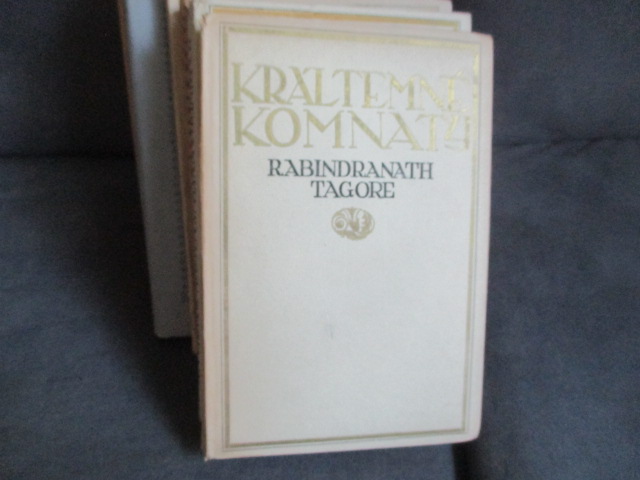 KRÁL TEMNÉ
KOMNATY
RABINDRANATH
TAGORE